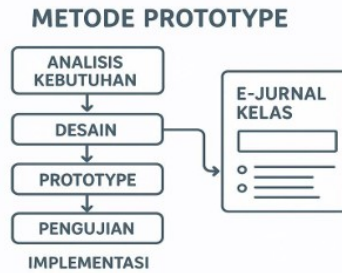 METODE PROTOTYPE
ANALISIS
KEBUTUHAN
DESAIN
PROTOTYPE
PENGUJIAN
IMPLEMENTASI
E-JURNAL
KELAS